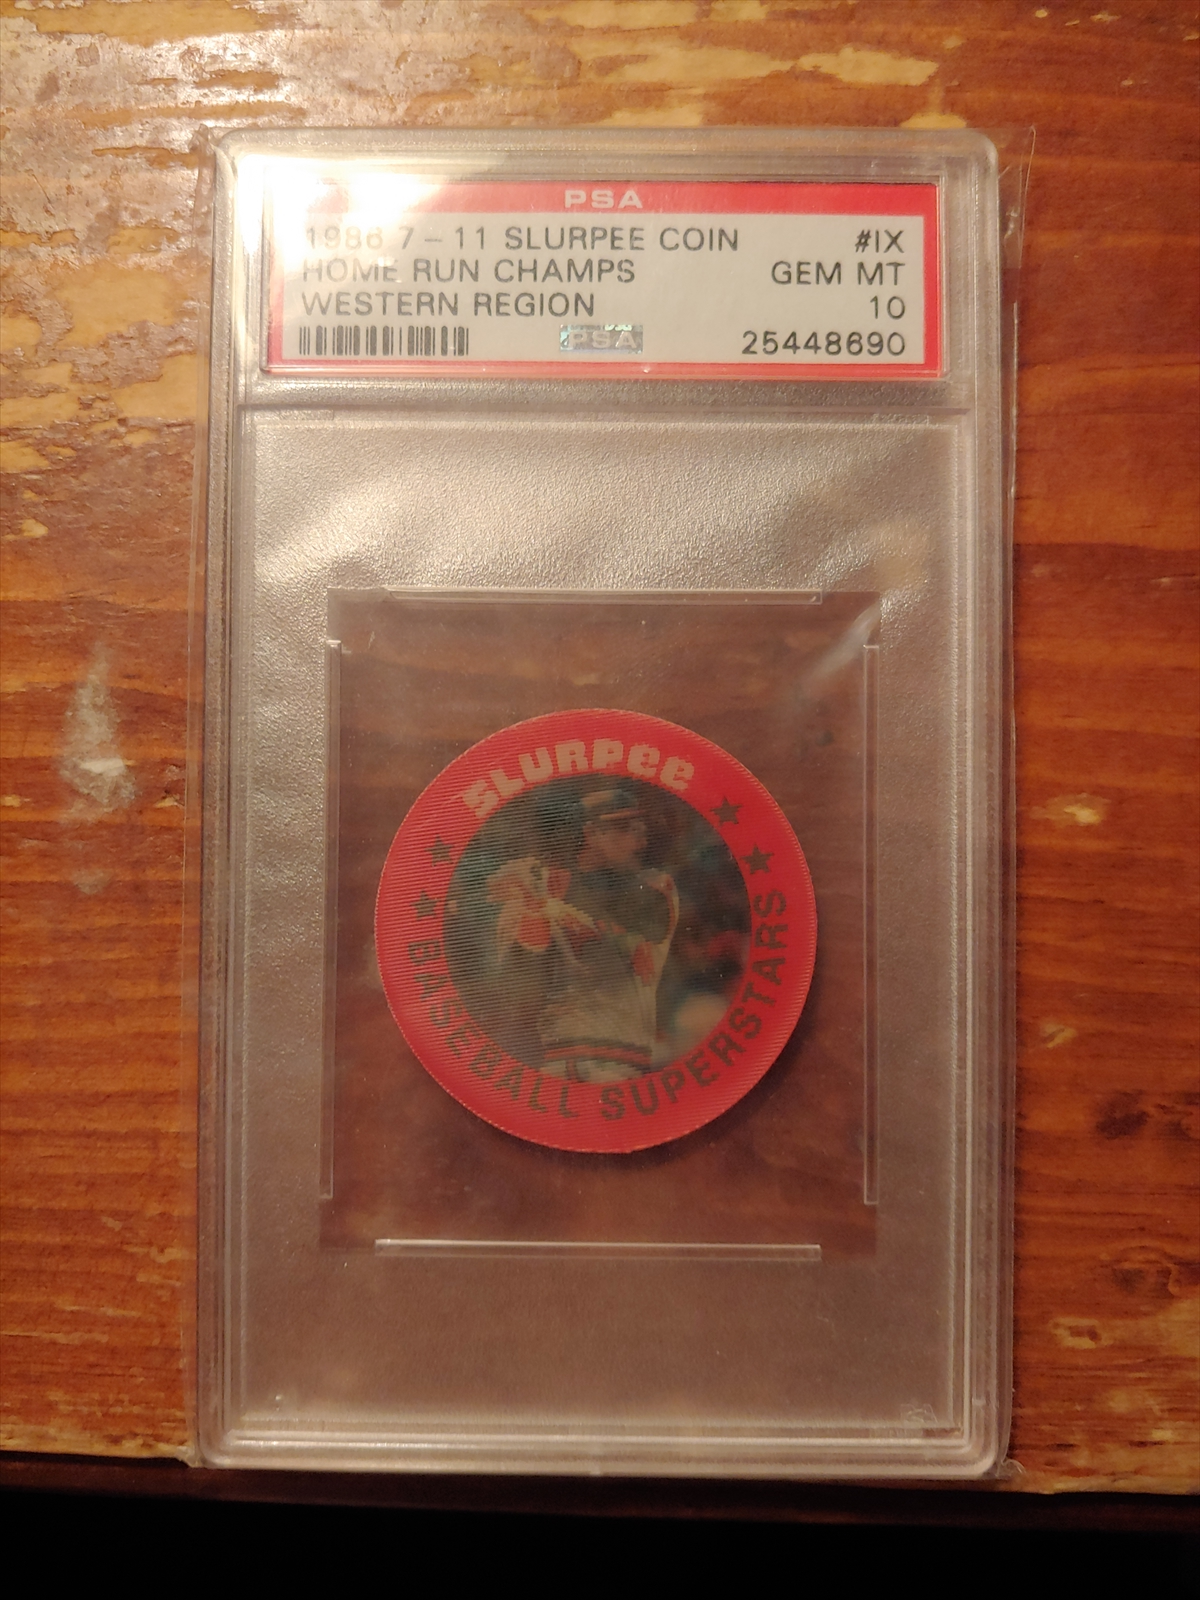 PSA
1986 7-11 SLURPEE COIN #IX
HOME RUN CHAMPS GEM MT
WESTERN REGION 10
PSA 25448690
SLURPEE
BASEBALL SUPERSTARS